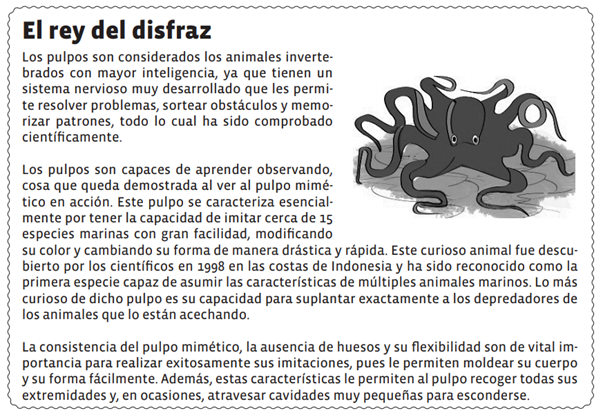 El rey del disfraz
Los pulpos son considerados los animales inverte-
brados con mayor inteligencia, ya que tienen un
sistema nervioso muy desarrollado que les permi-
te resolver problemas, sortear obstáculos y memo-
rizar patrones, todo lo cual ha sido comprobado
científicamente.
Los pulpos son capaces de aprender observando,
cosa que queda demostrada al ver al pulpo mimé-
tico en acción. Este pulpo se caracteriza esencial-
mente por tener la capacidad de imitar cerca de 15
especies marinas con gran facilidad, modificando
su color y cambiando su forma de manera drástica y rápida. Este curioso animal fue descu-
bierto por los científicos en 1998 en las costas de Indonesia y ha sido reconocido como la
primera especie capaz de asumir las características de múltiples animales marinos. Lo más
curioso de dicho pulpo es su capacidad para suplantar exactamente a los depredadores de
los animales que lo están acechando.
La consistencia del pulpo mimético, la ausencia de huesos y su flexibilidad son de vital im-
portancia para realizar exitosamente sus imitaciones, pues le permiten moldear su cuerpo
y su forma fácilmente. Además, estas características le permiten al pulpo recoger todas sus
extremidades y, en ocasiones, atravesar cavidades muy pequeñas para esconderse.